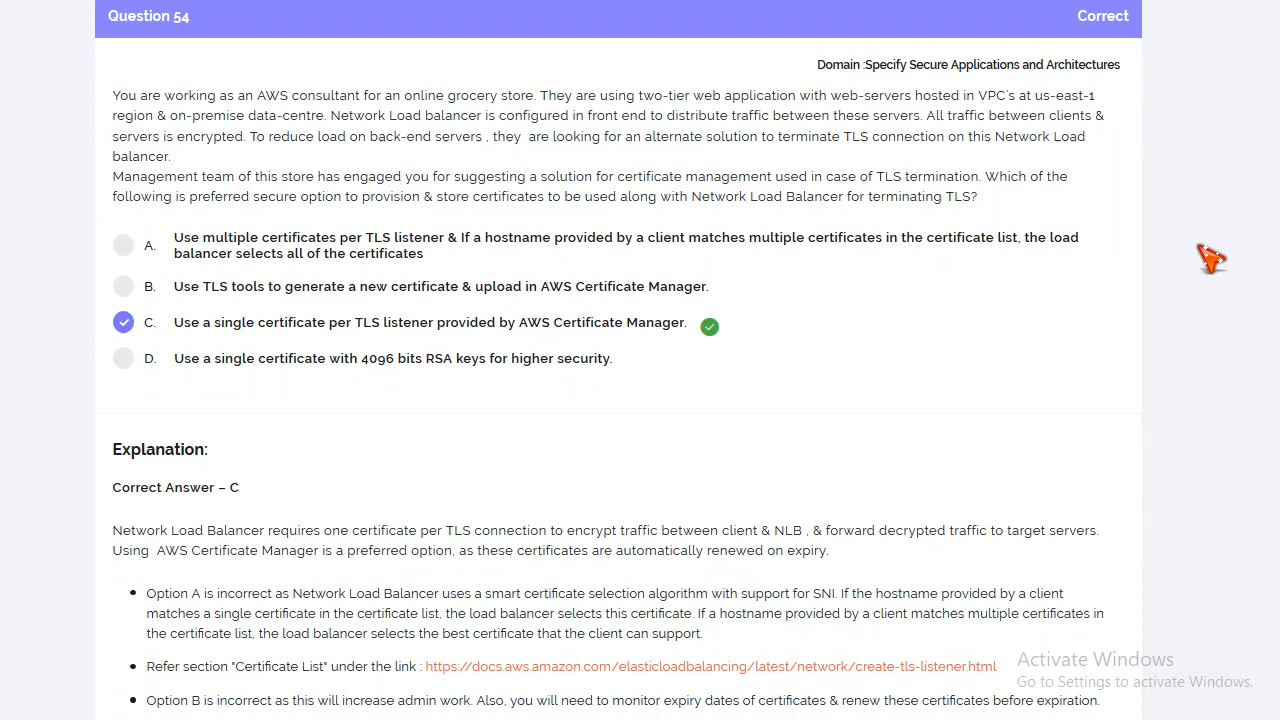 Question 54
Correct
Domain :Specify Secure Applications and Architectures
You are working as an AWS consultant for an online grocery store. They are using two-tier web application with web-servers hosted in VPC's at us-east-1
region & on-premise data-centre. Network Load balancer is configured in front end to distribute traffic between these servers. All traffic between clients &
servers is encrypted. To reduce load on back-end servers , they are looking for an alternate solution to terminate TLS connection on this Network Load
balancer.
Management team of this store has engaged you for suggesting a solution for certificate management used in case of TLS termination. Which of the
following is preferred secure option to provision & store certificates to be used along with Network Load Balancer for terminating TLS?
A. Use multiple certificates per TLS listener & If a hostname provided by a client matches multiple certificates in the certificate list, the load
balancer selects all of the certificates
B. Use TLS tools to generate a new certificate & upload in AWS Certificate Manager.
C. Use a single certificate per TLS listener provided by AWS Certificate Manager.
D. Use a single certificate with 4096 bits RSA keys for higher security.
Explanation:
Correct Answer – C
Network Load Balancer requires one certificate per TLS connection to encrypt traffic between client & NLB , & forward decrypted traffic to target servers.
Using AWS Certificate Manager is a preferred option, as these certificates are automatically renewed on expiry.
• Option A is incorrect as Network Load Balancer uses a smart certificate selection algorithm with support for SNI. If the hostname provided by a client
matches a single certificate in the certificate list, the load balancer selects this certificate. If a hostname provided by a client matches multiple certificates in
the certificate list, the load balancer selects the best certificate that the client can support.
• Refer section "Certificate List" under the link : https://docs.aws.amazon.com/elasticloadbalancing/latest/network/create-tls-listener.html
• Option B is incorrect as this will increase admin work. Also, you will need to monitor expiry dates of certificates & renew these certificates before expiration.
Activate Windows
Go to Settings to activate Windows.